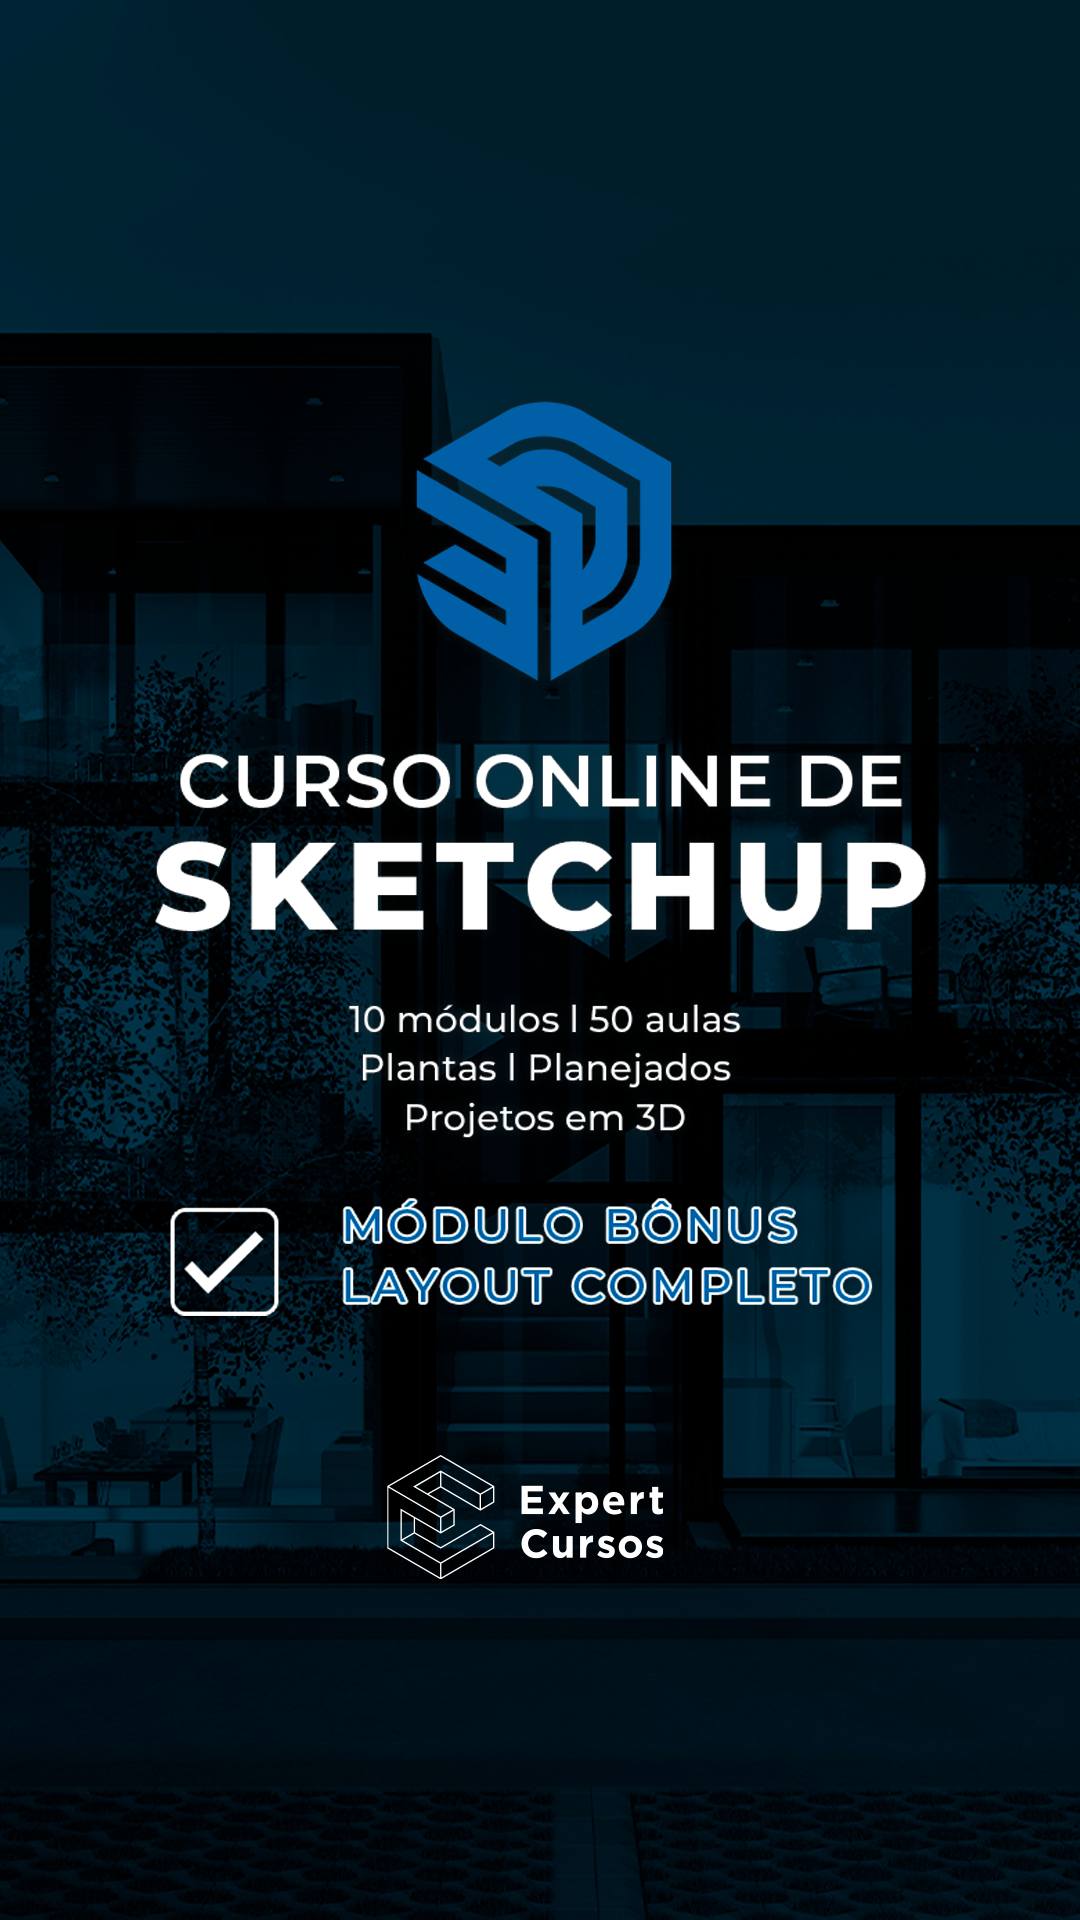 CURSO ONLINE DE
SKETCHUP
10 módulos | 50 aulas
Plantas | Planejados
Projetos em 3D
MÓDULO BÔNUS
LAYOUT COMPLETO
Expert
Cursos